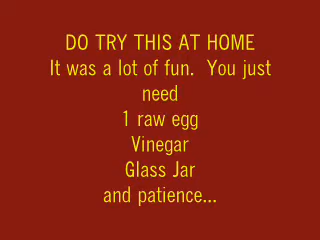 DO TRY THIS AT HOME
It was a lot of fun.  You just
need
1 raw egg
Vinegar
Glass Jar
and patience...